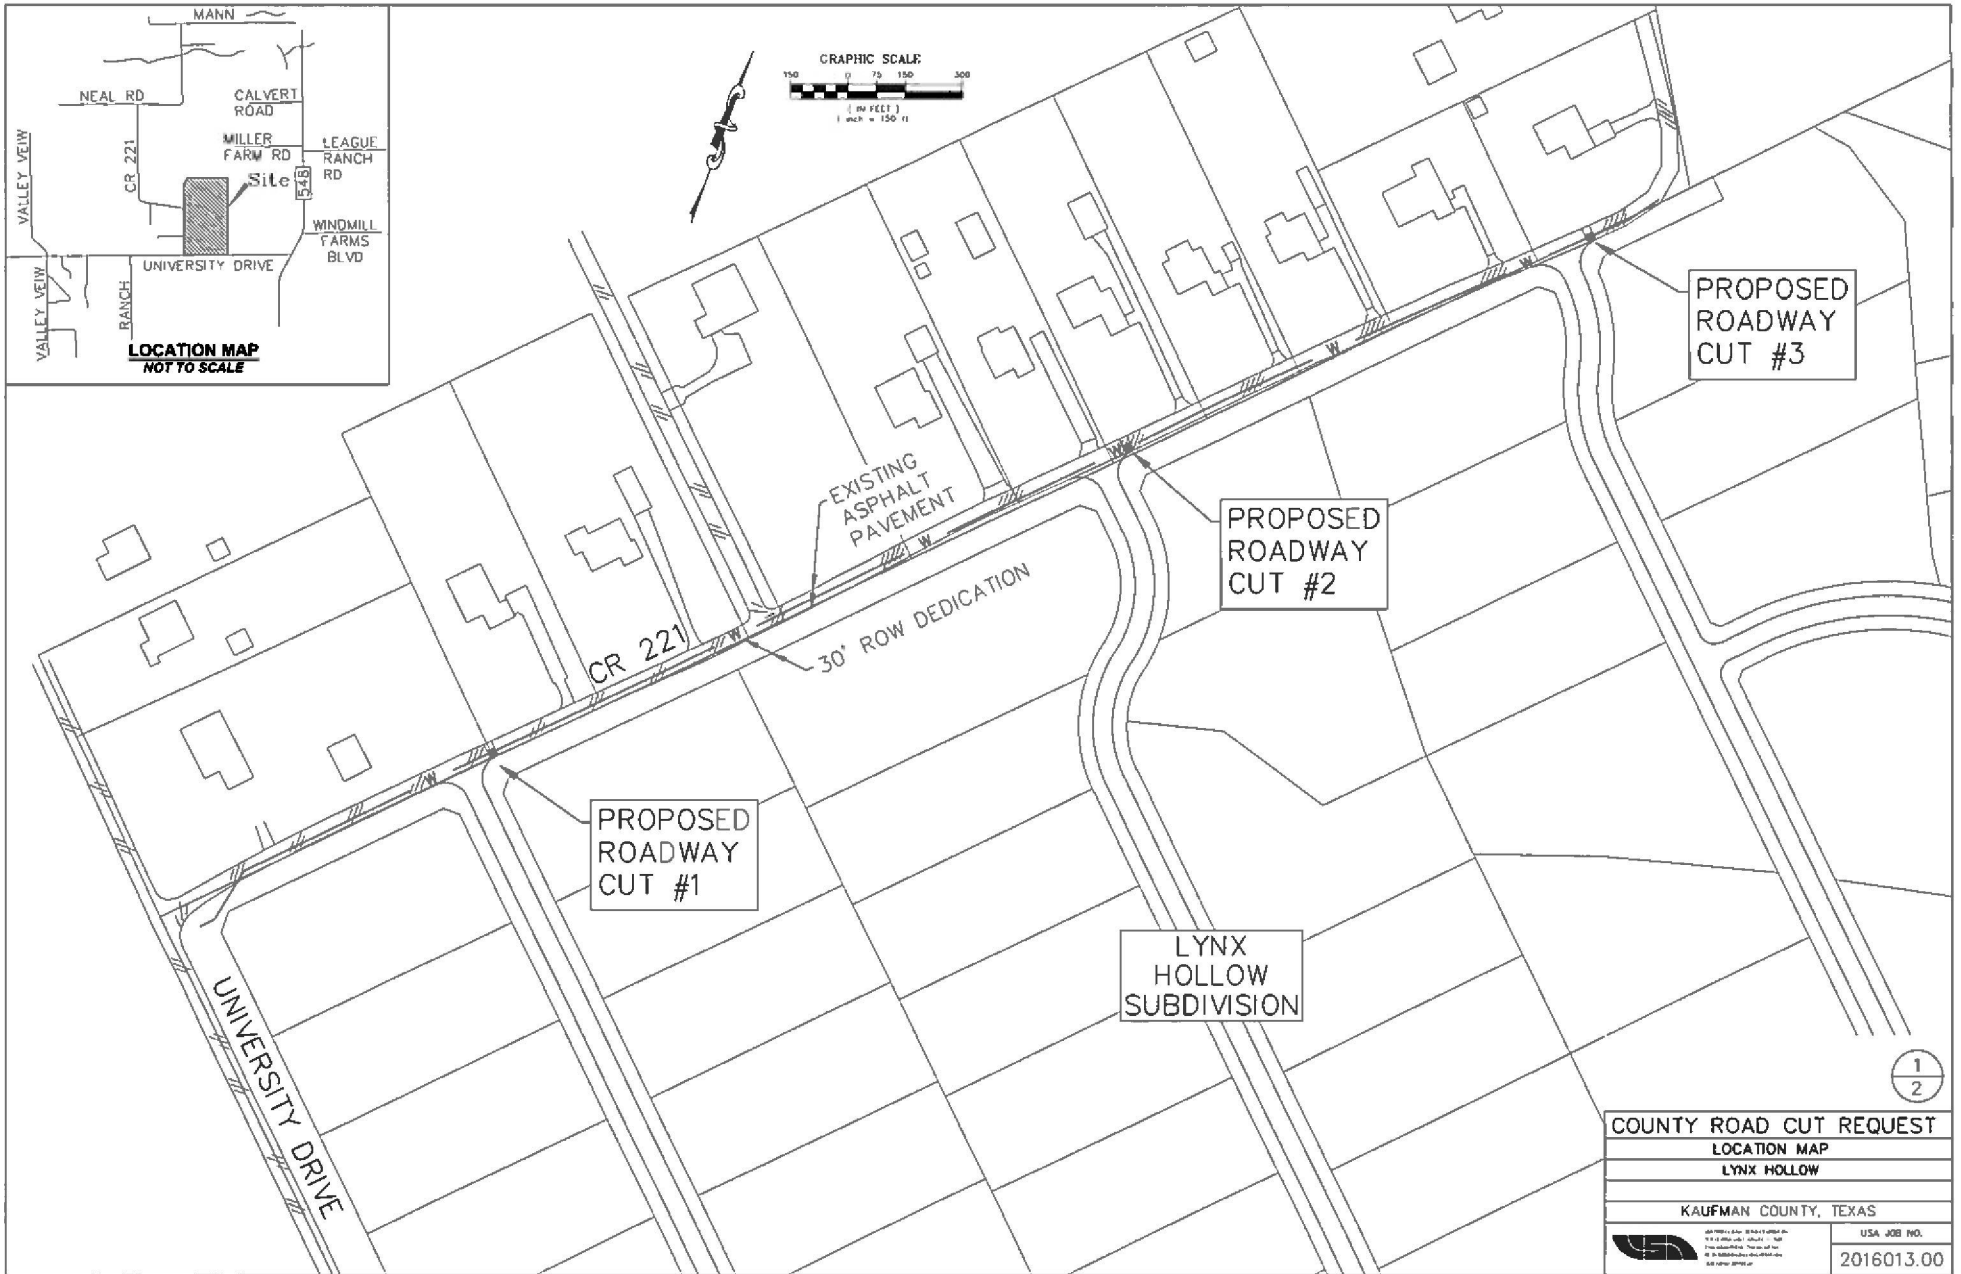 MANN
NEAL RD
CALVERT
ROAD
VALLEY VEIW
CR 221
MILLER
FARM RD
LEAGUE
RANCH
RD
Site
548
WINDMILL
FARMS
BLVD
UNIVERSITY DRIVE
VALLEY VEIW
RANCH
LOCATION MAP
NOT TO SCALE
GRAPHIC SCALE
150 0 75 150 300
( IN FEET )
1 inch = 150 ft
PROPOSED
ROADWAY
CUT #3
W
W
W
W
W
W
EXISTING
ASPHALT
PAVEMENT
PROPOSED
ROADWAY
CUT #2
30' ROW DEDICATION
CR 221
PROPOSED
ROADWAY
CUT #1
LYNX
HOLLOW
SUBDIVISION
UNIVERSITY DRIVE
1
2
COUNTY ROAD CUT REQUEST
LOCATION MAP
LYNX HOLLOW
KAUFMAN COUNTY, TEXAS
USA
USA JOB NO.
2016013.00